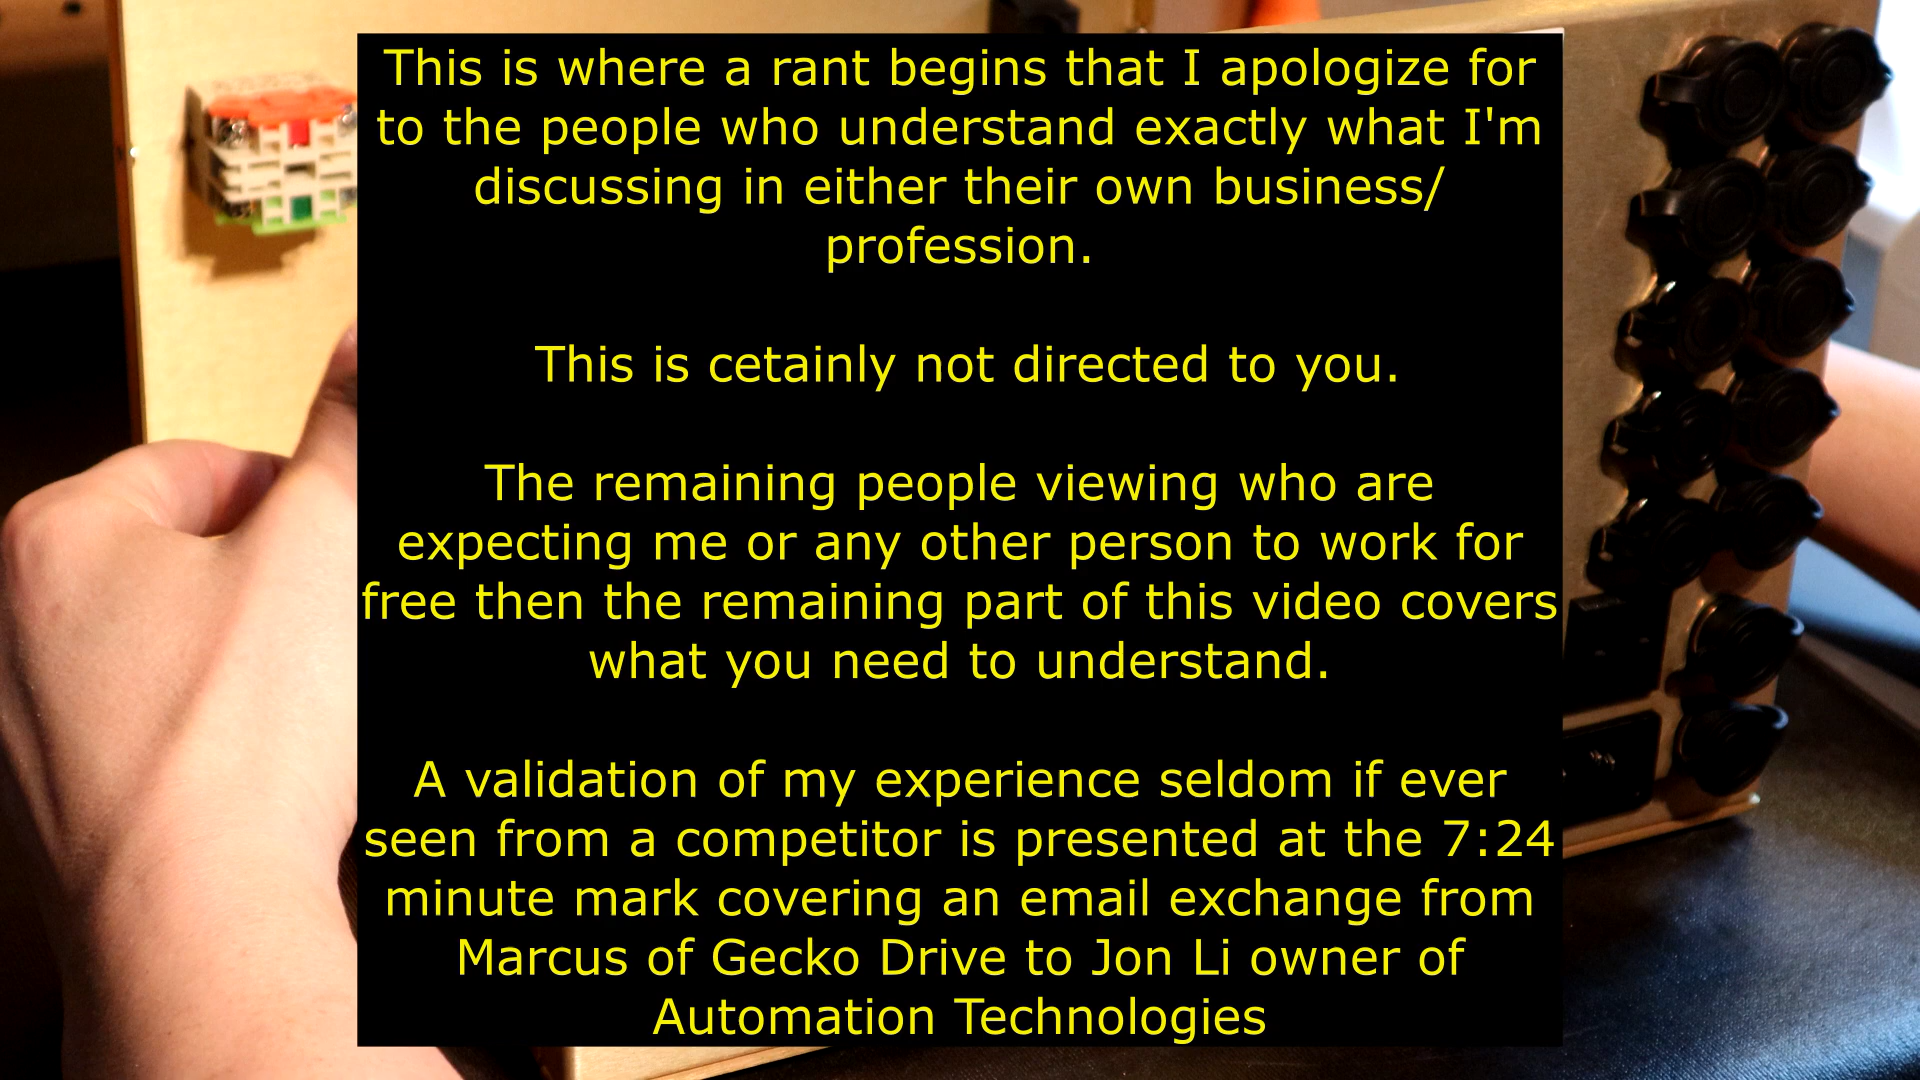 This is where a rant begins that I apologize for
to the people who understand exactly what I'm
discussing in either their own business/
profession.
This is cetainly not directed to you.
The remaining people viewing who are
expecting me or any other person to work for
free then the remaining part of this video covers
what you need to understand.
A validation of my experience seldom if ever
seen from a competitor is presented at the 7:24
minute mark covering an email exchange from
Marcus of Gecko Drive to Jon Li owner of
Automation Technologies